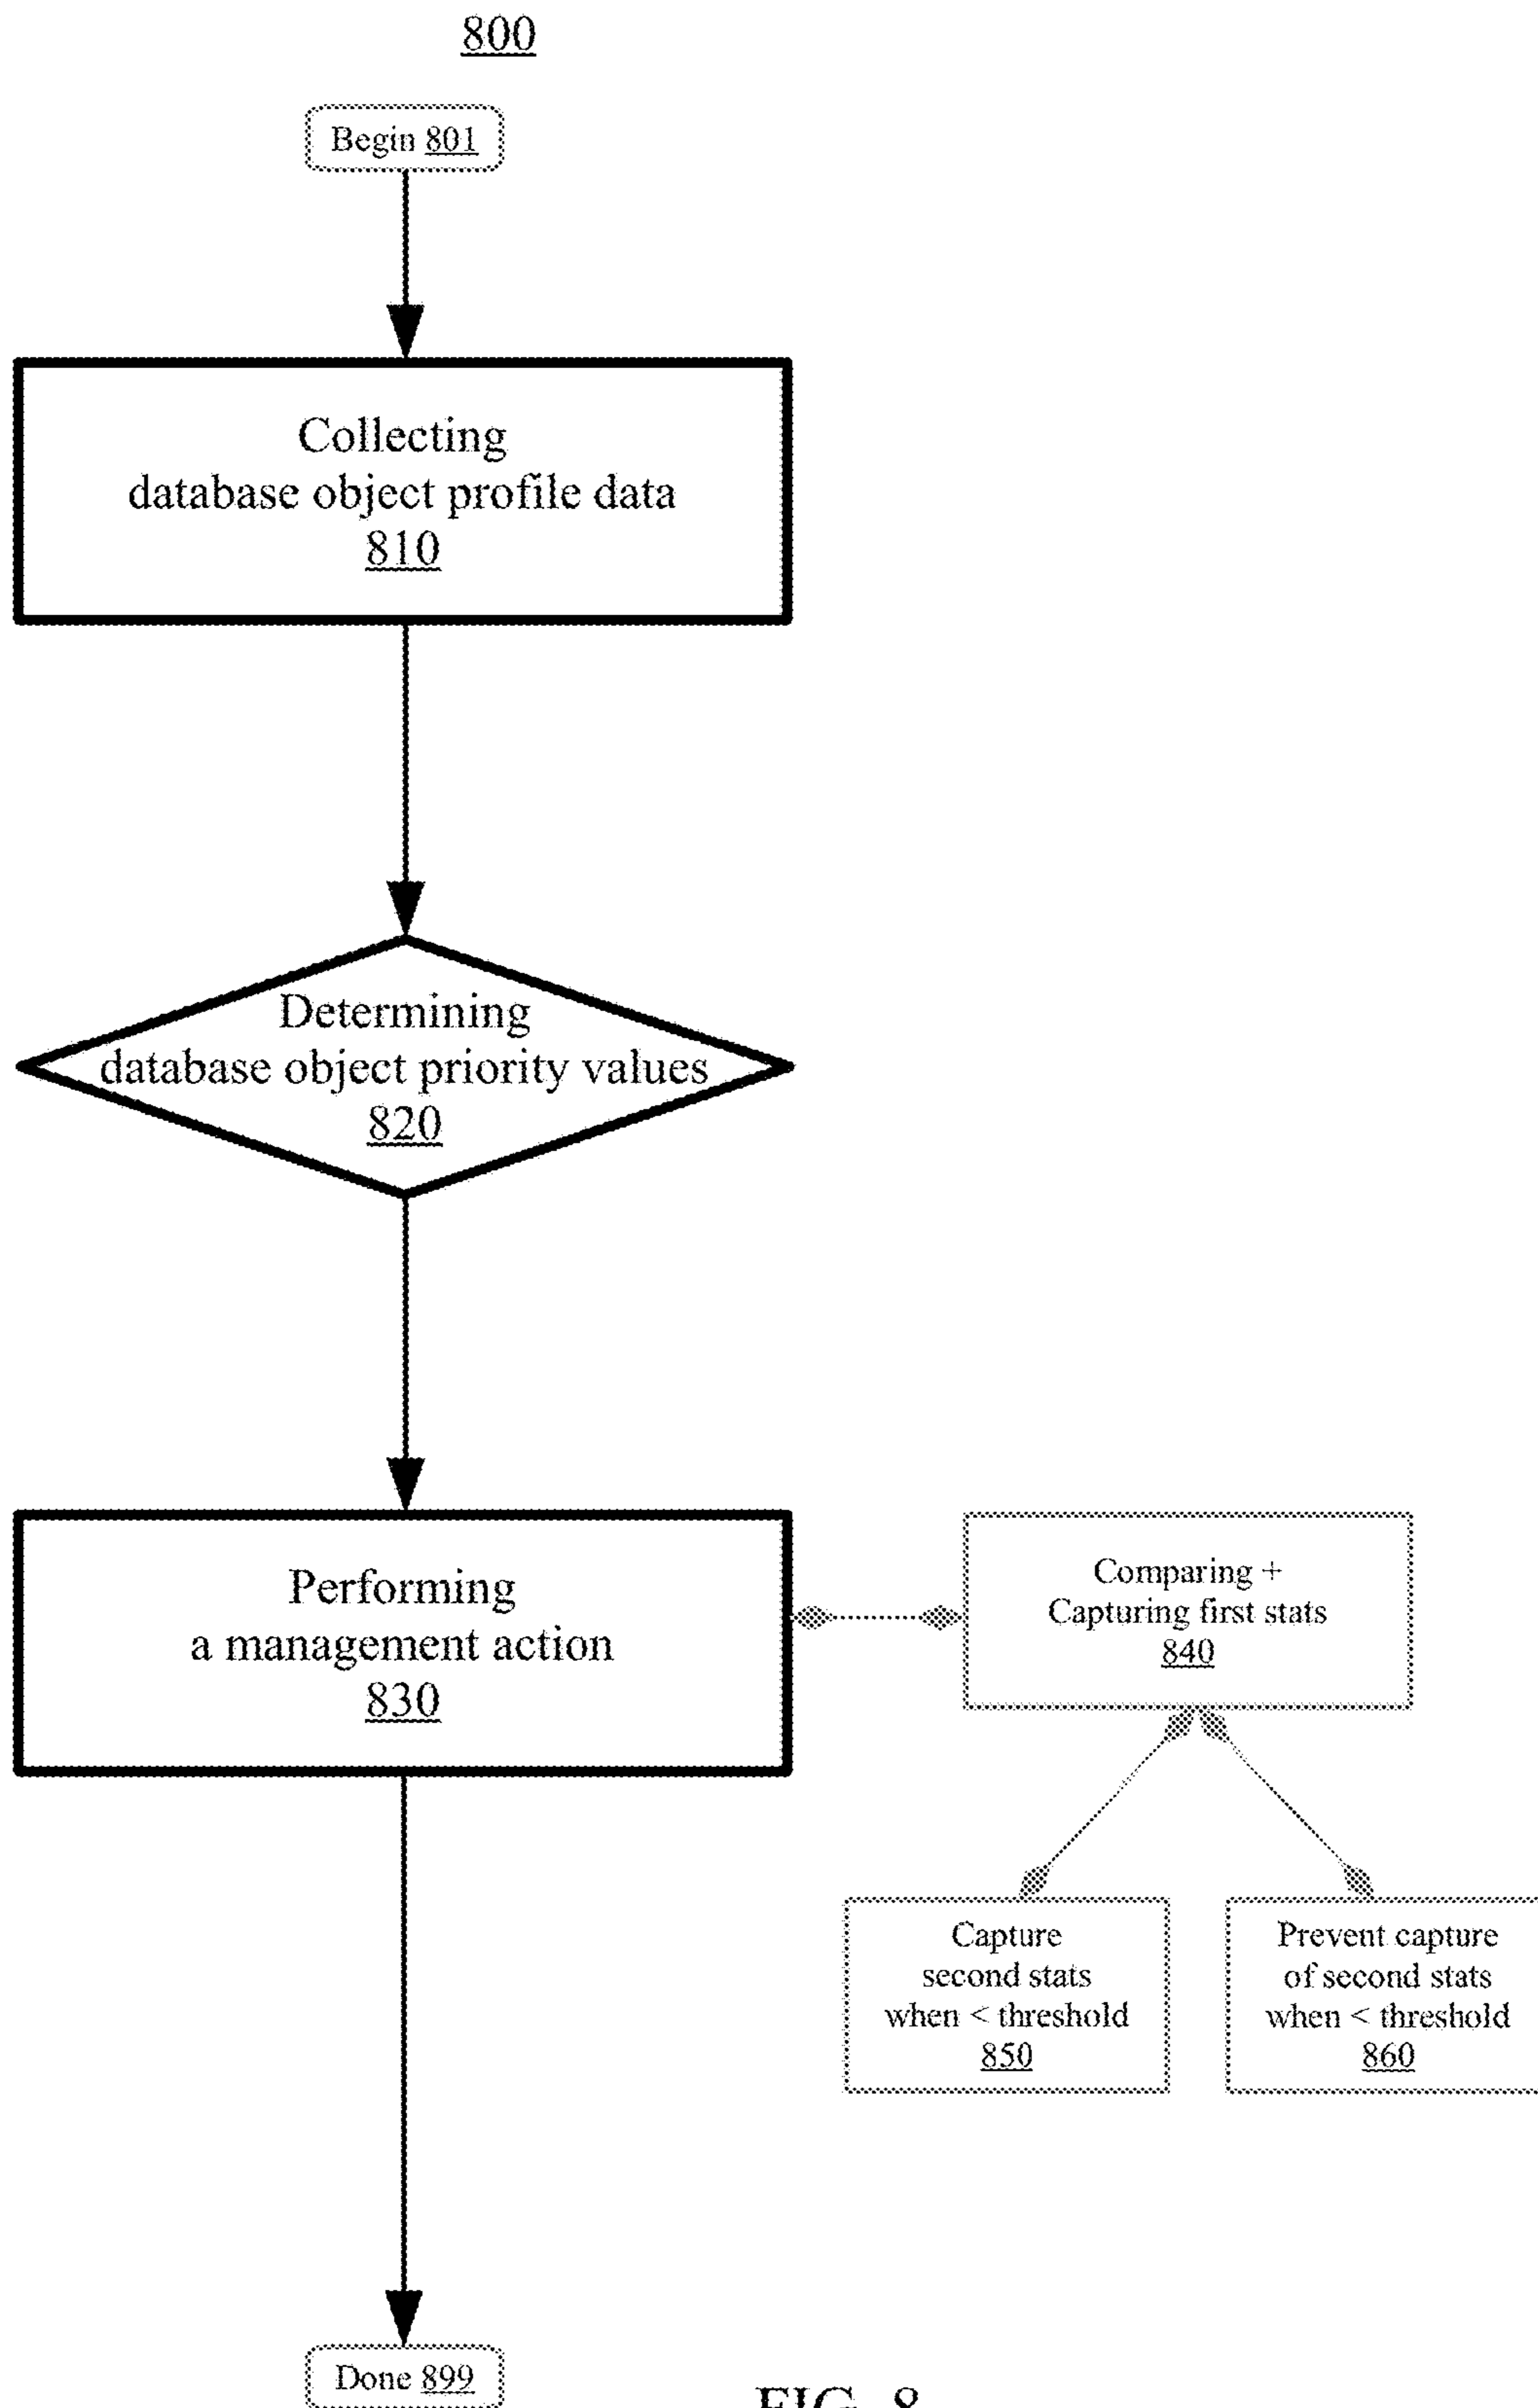 800
Begin 801
Collecting
database object profile data
810
Determining
database object priority values
820
Performing
a management action
830
Comparing +
Capturing first stats
840
Capture
second stats
when < threshold
850
Prevent capture
of second stats
when < threshold
860
Done 899
FIG. 8